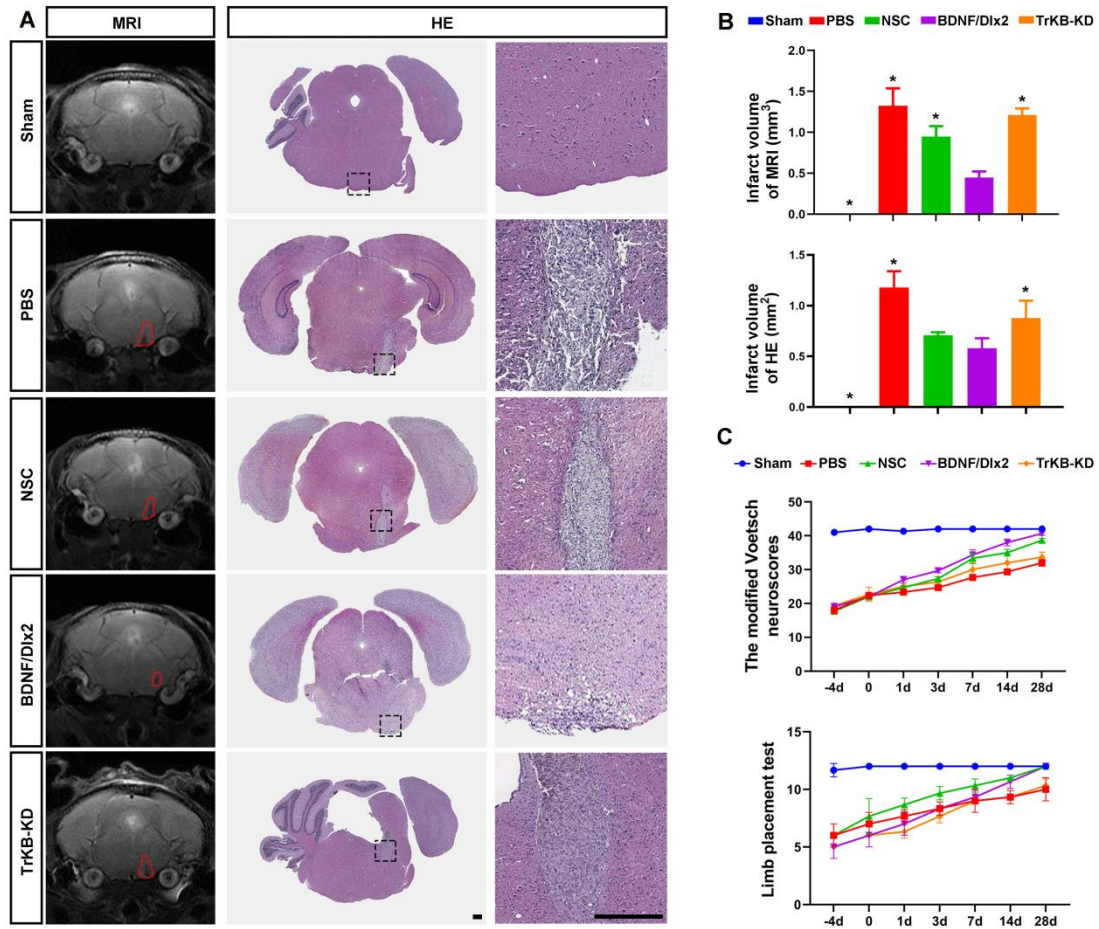 A
MRI
HE
Sham
PBS
NSC
BDNF/Dlx2
TrKB-KD
B
Sham PBS NSC BDNF/Dlx2 TrKB-KD
Infarct volume
of MRI (mm³)
2.0
1.5
1.0
0.5
0.0
* * * *
Infarct volume
of HE (mm²)
1.5
1.0
0.5
0.0
* * *
C
Sham PBS NSC BDNF/Dlx2 TrKB-KD
The modified Voetsch
neuroscores
50
40
30
20
10
0
-4d 0 1d 3d 7d 14d 28d
Limb placement test
15
10
5
0
-4d 0 1d 3d 7d 14d 28d